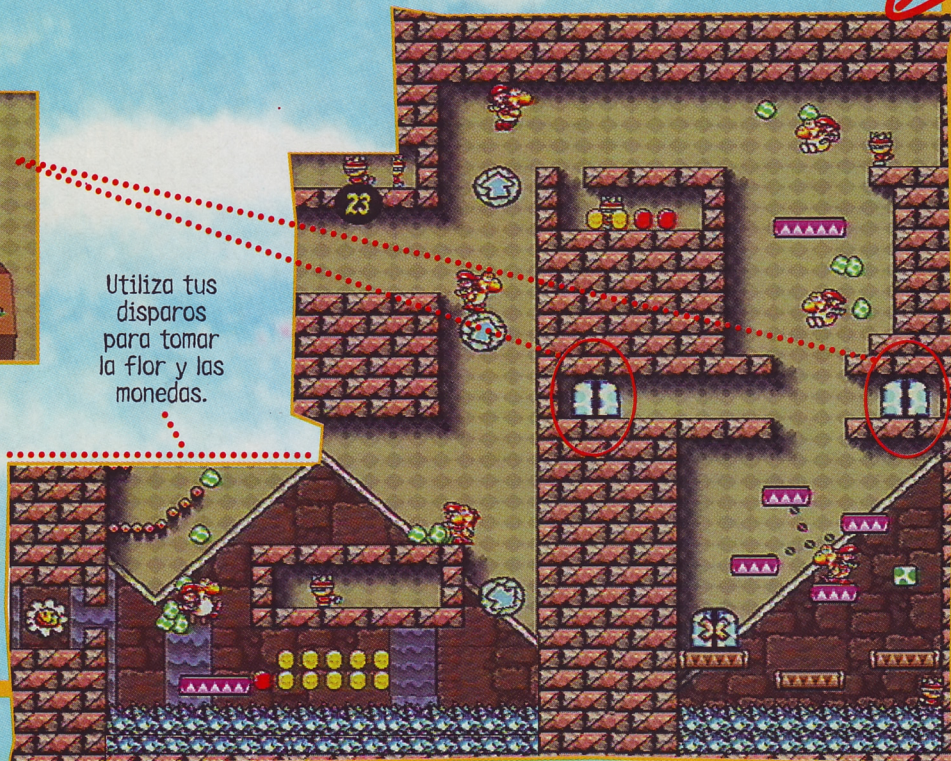 23
Utiliza tus
disparos
para tomar
la flor y las
monedas.